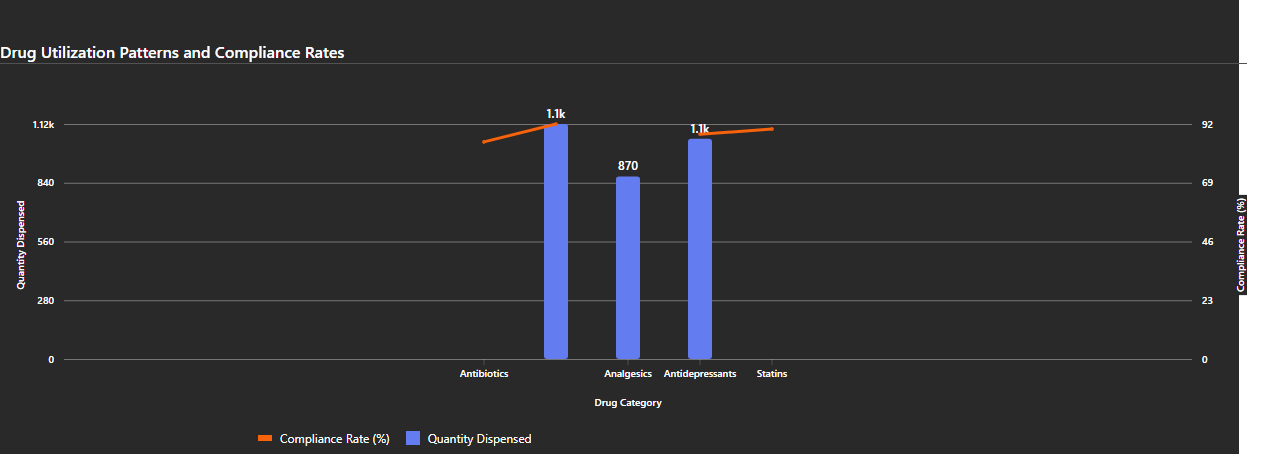 Drug Utilization Patterns and Compliance Rates
1.12k
840
560
280
0
Quantity Dispensed
1.1k
870
1.1k
92
69
46
23
0
Compliance Rate (%)
Antibiotics Analgesics Antidepressants Statins
Drug Category
Compliance Rate (%) Quantity Dispensed